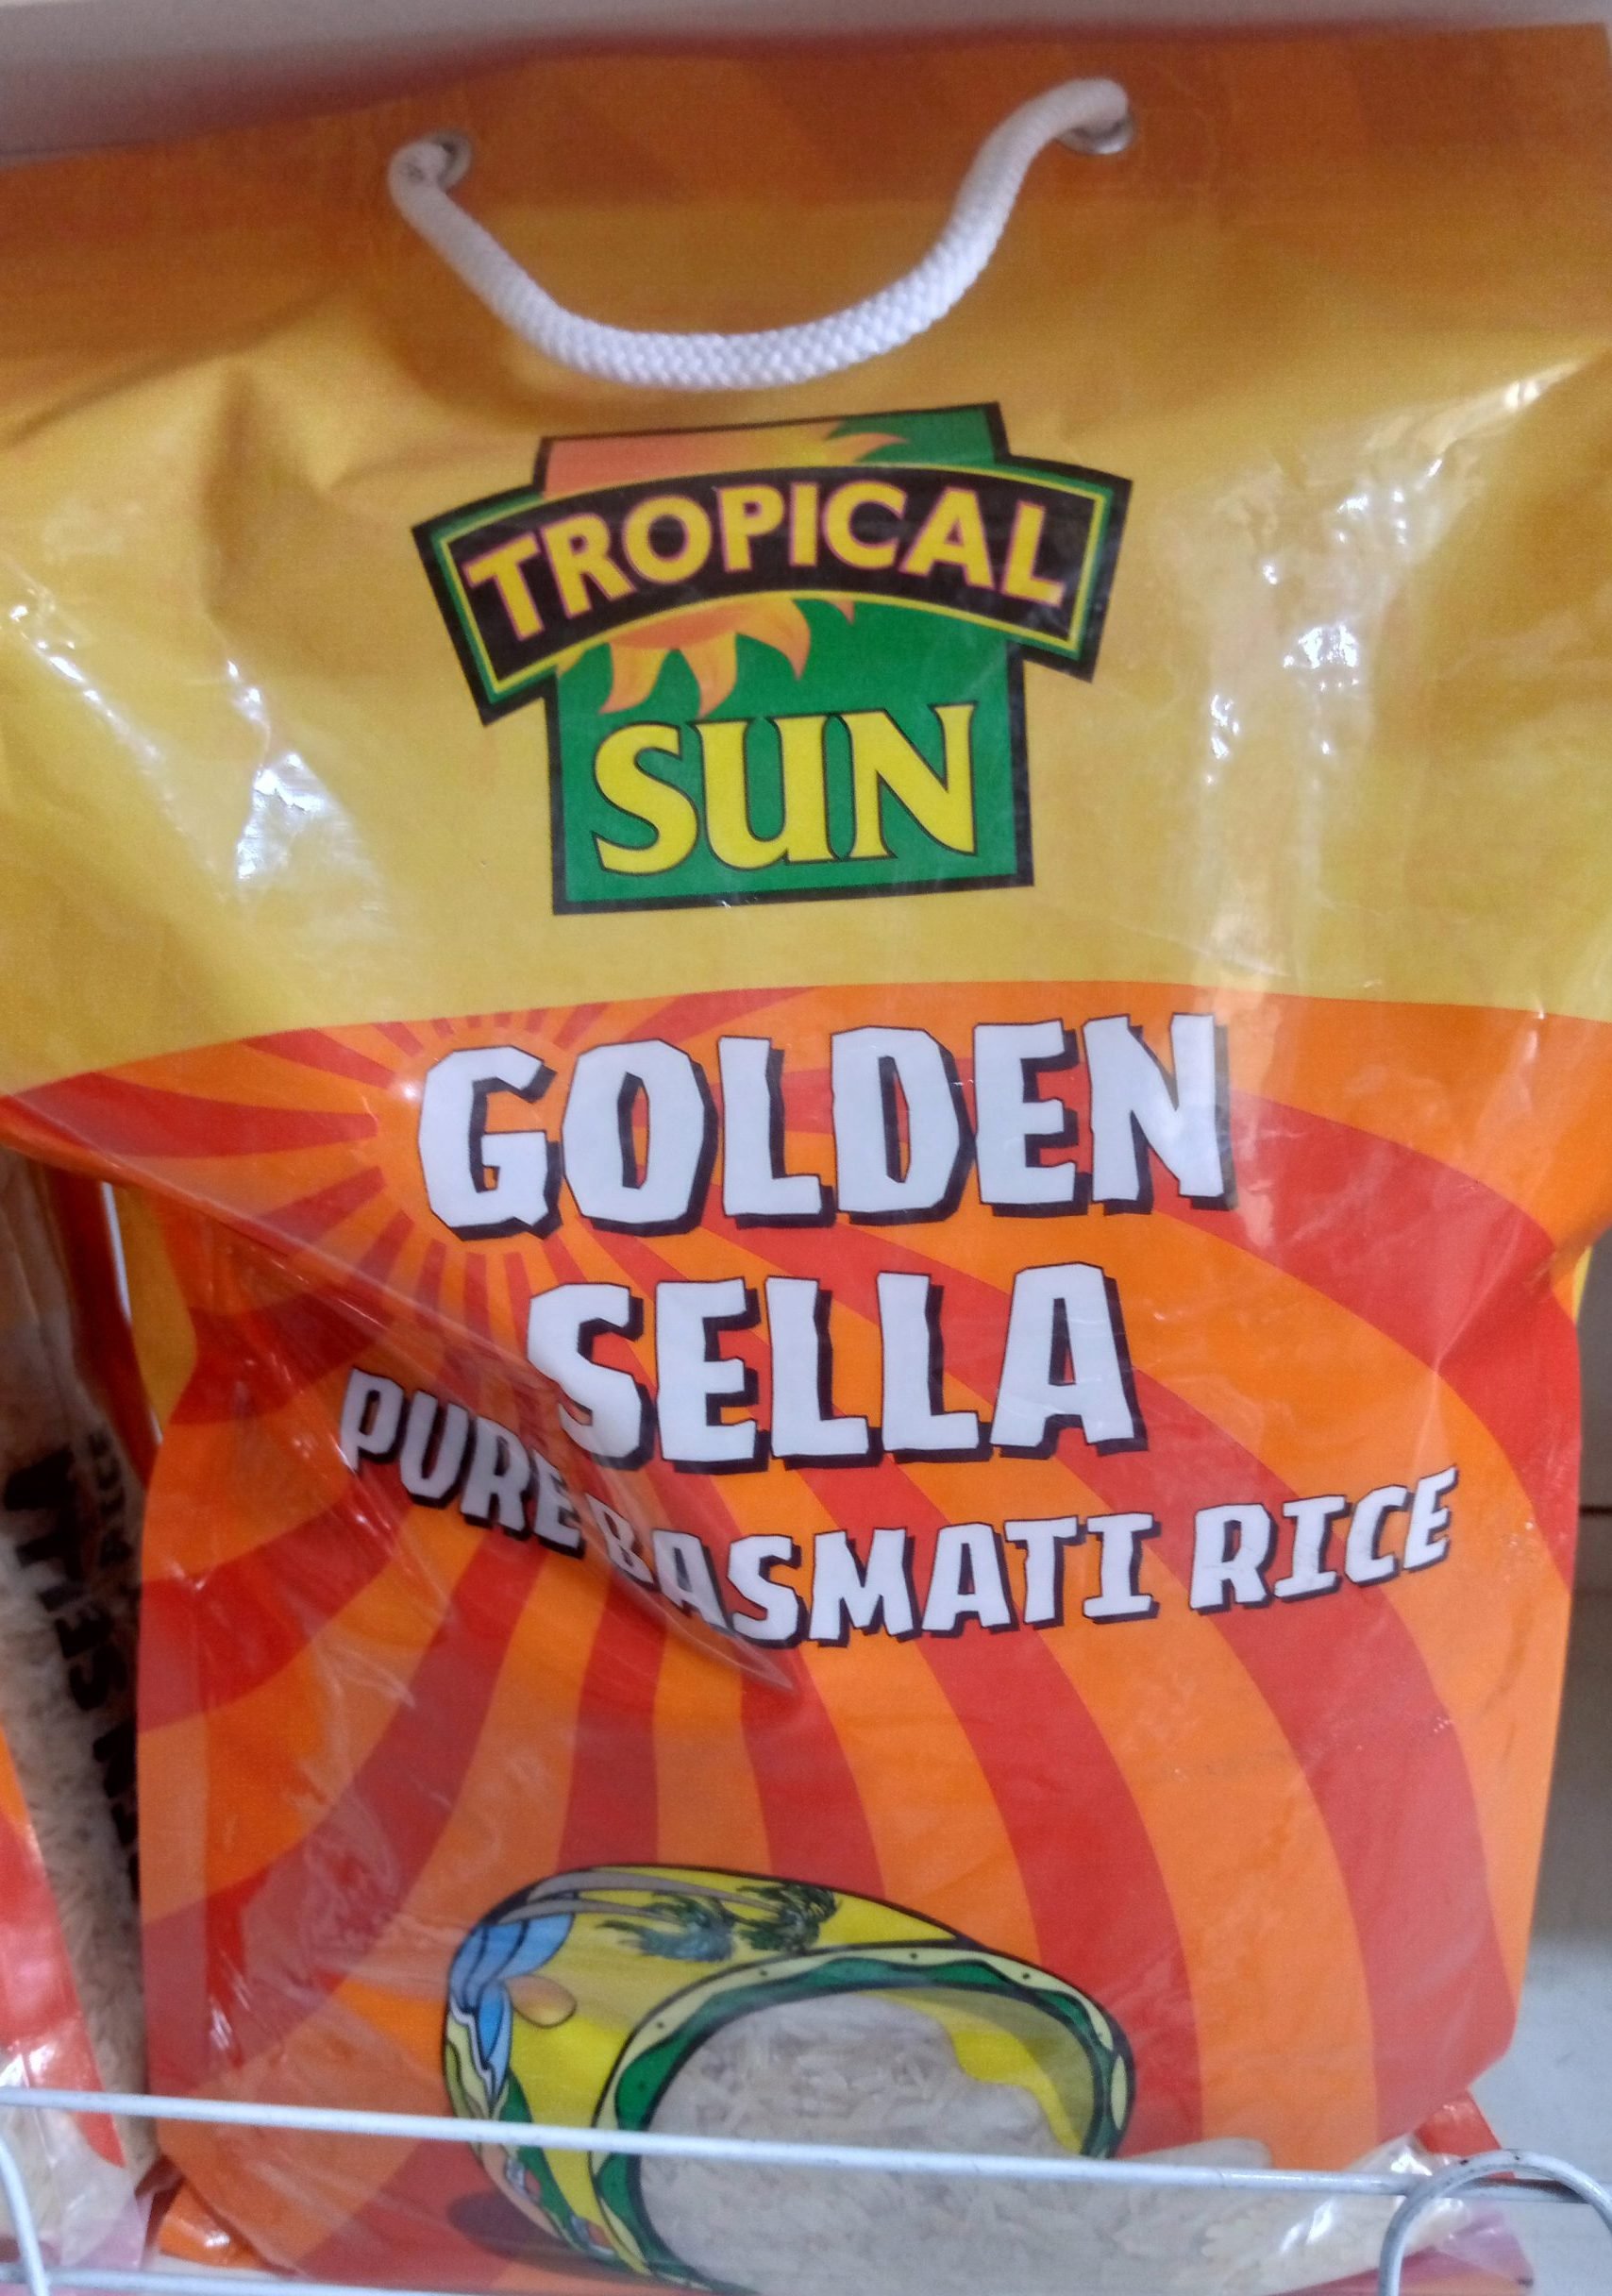 TROPICAL
SUN
GOLDEN
SELLA
PURE BASMATI RICE